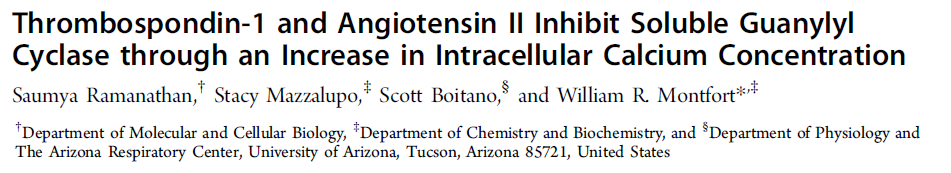 Thrombospondin-1 and Angiotensin II Inhibit Soluble Guanylyl
Cyclase through an Increase in Intracellular Calcium Concentration
Saumya Ramanathan,† Stacy Mazzalupo,‡ Scott Boitano,§ and William R. Montfort*,‡
†Department of Molecular and Cellular Biology, ‡Department of Chemistry and Biochemistry, and §Department of Physiology and
The Arizona Respiratory Center, University of Arizona, Tucson, Arizona 85721, United States